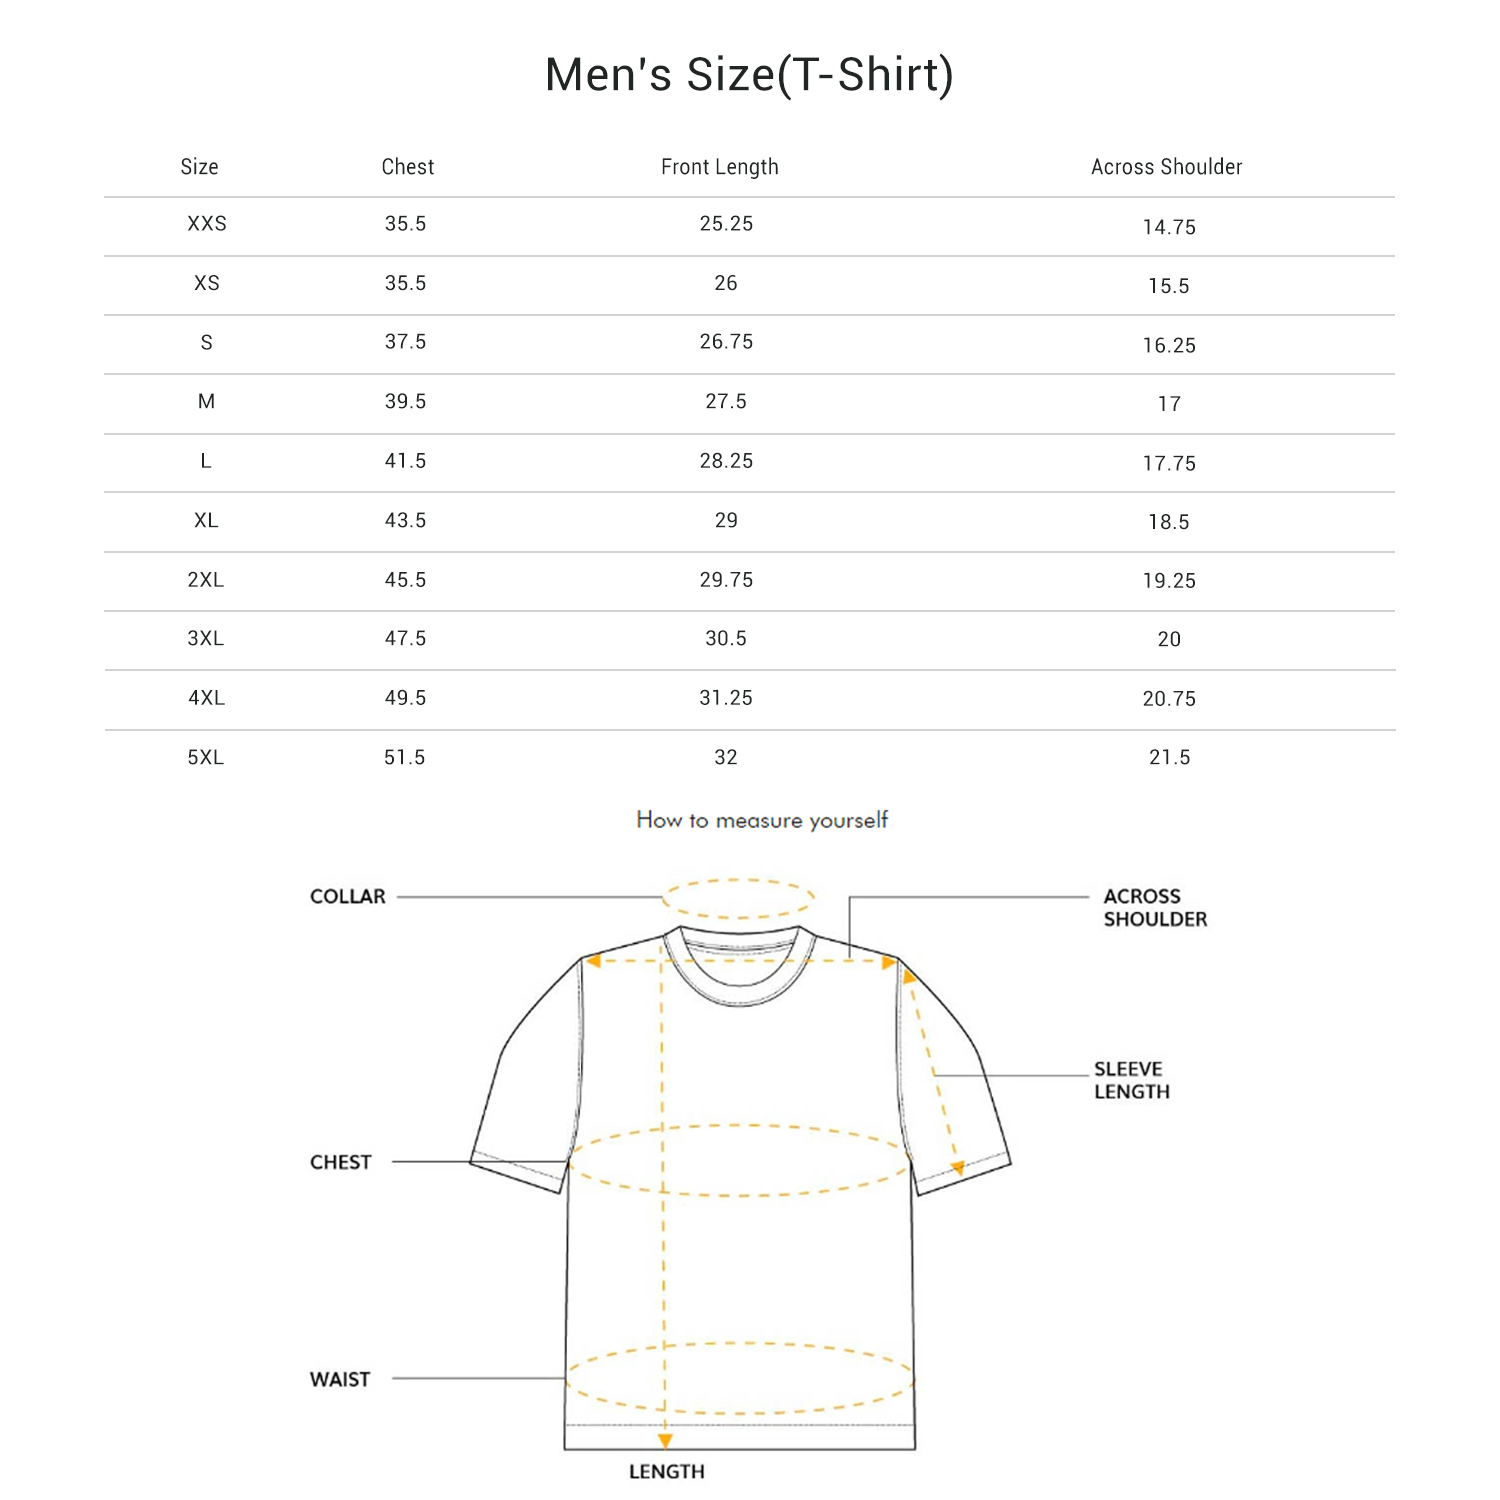 Men's Size(T-Shirt)
Size Chest Front Length Across Shoulder
XXS 35.5 25.25 14.75
XS 35.5 26 15.5
S 37.5 26.75 16.25
M 39.5 27.5 17
L 41.5 28.25 17.75
XL 43.5 29 18.5
2XL 45.5 29.75 19.25
3XL 47.5 30.5 20
4XL 49.5 31.25 20.75
5XL 51.5 32 21.5
How to measure yourself
COLLAR
ACROSS
SHOULDER
SLEEVE
LENGTH
CHEST
WAIST
LENGTH